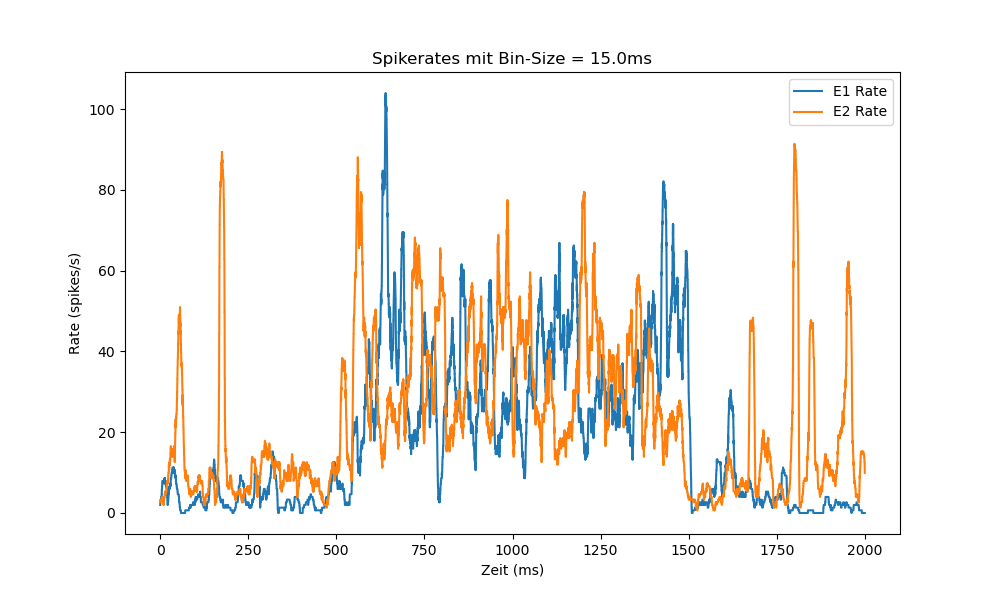 Spikerates mit Bin-Size = 15.0ms
E1 Rate
E2 Rate
100
80
60
40
20
0
Rate (spikes/s)
0 250 500 750 1000 1250 1500 1750 2000
Zeit (ms)